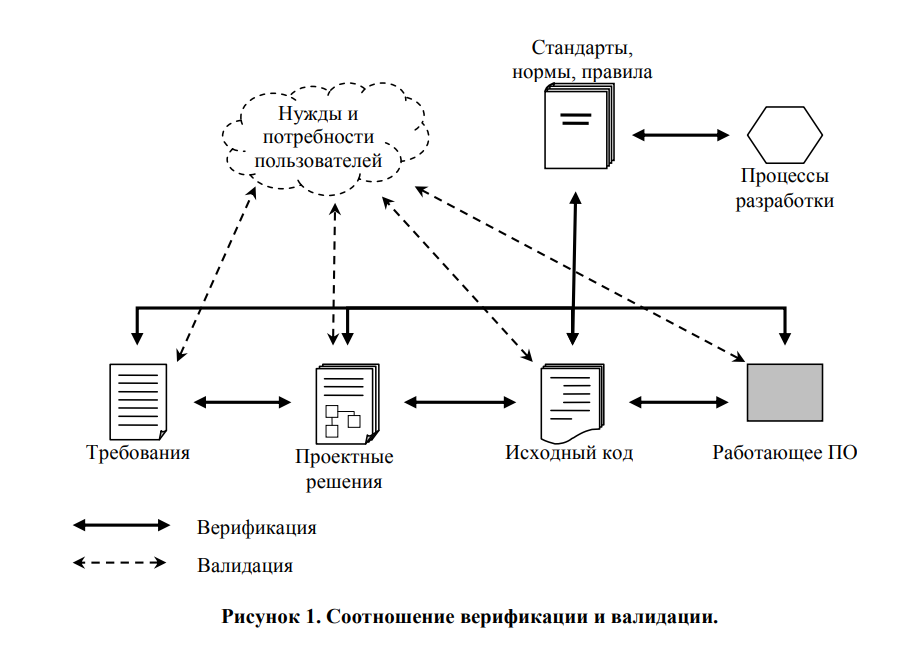 Стандарты,
нормы, правила
Нужды и
потребности
пользователей
Процессы
разработки
Требования
Проектные
решения
Исходный код
Работающее ПО
Верификация
Валидация
Рисунок 1. Соотношение верификации и валидации.